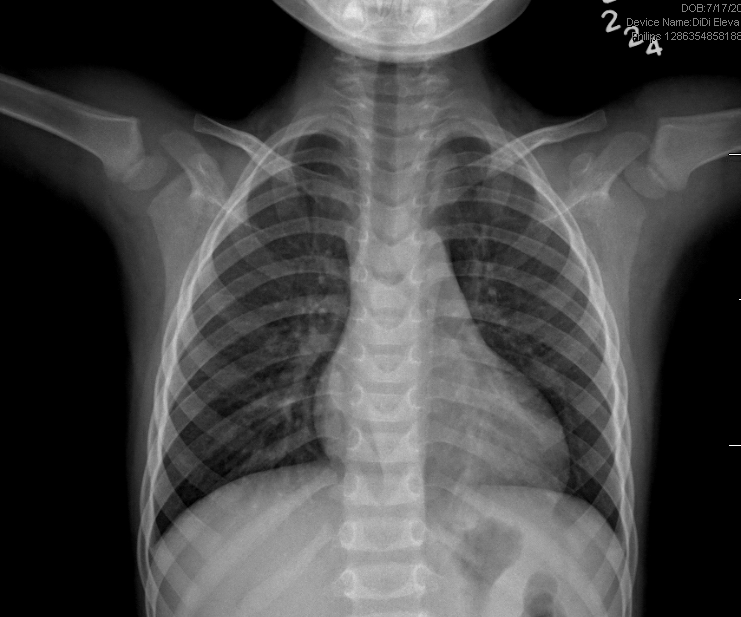 DOB:7/17/20
Device Name:DiDi Eleva
Philips 1286354858188
2
2
4